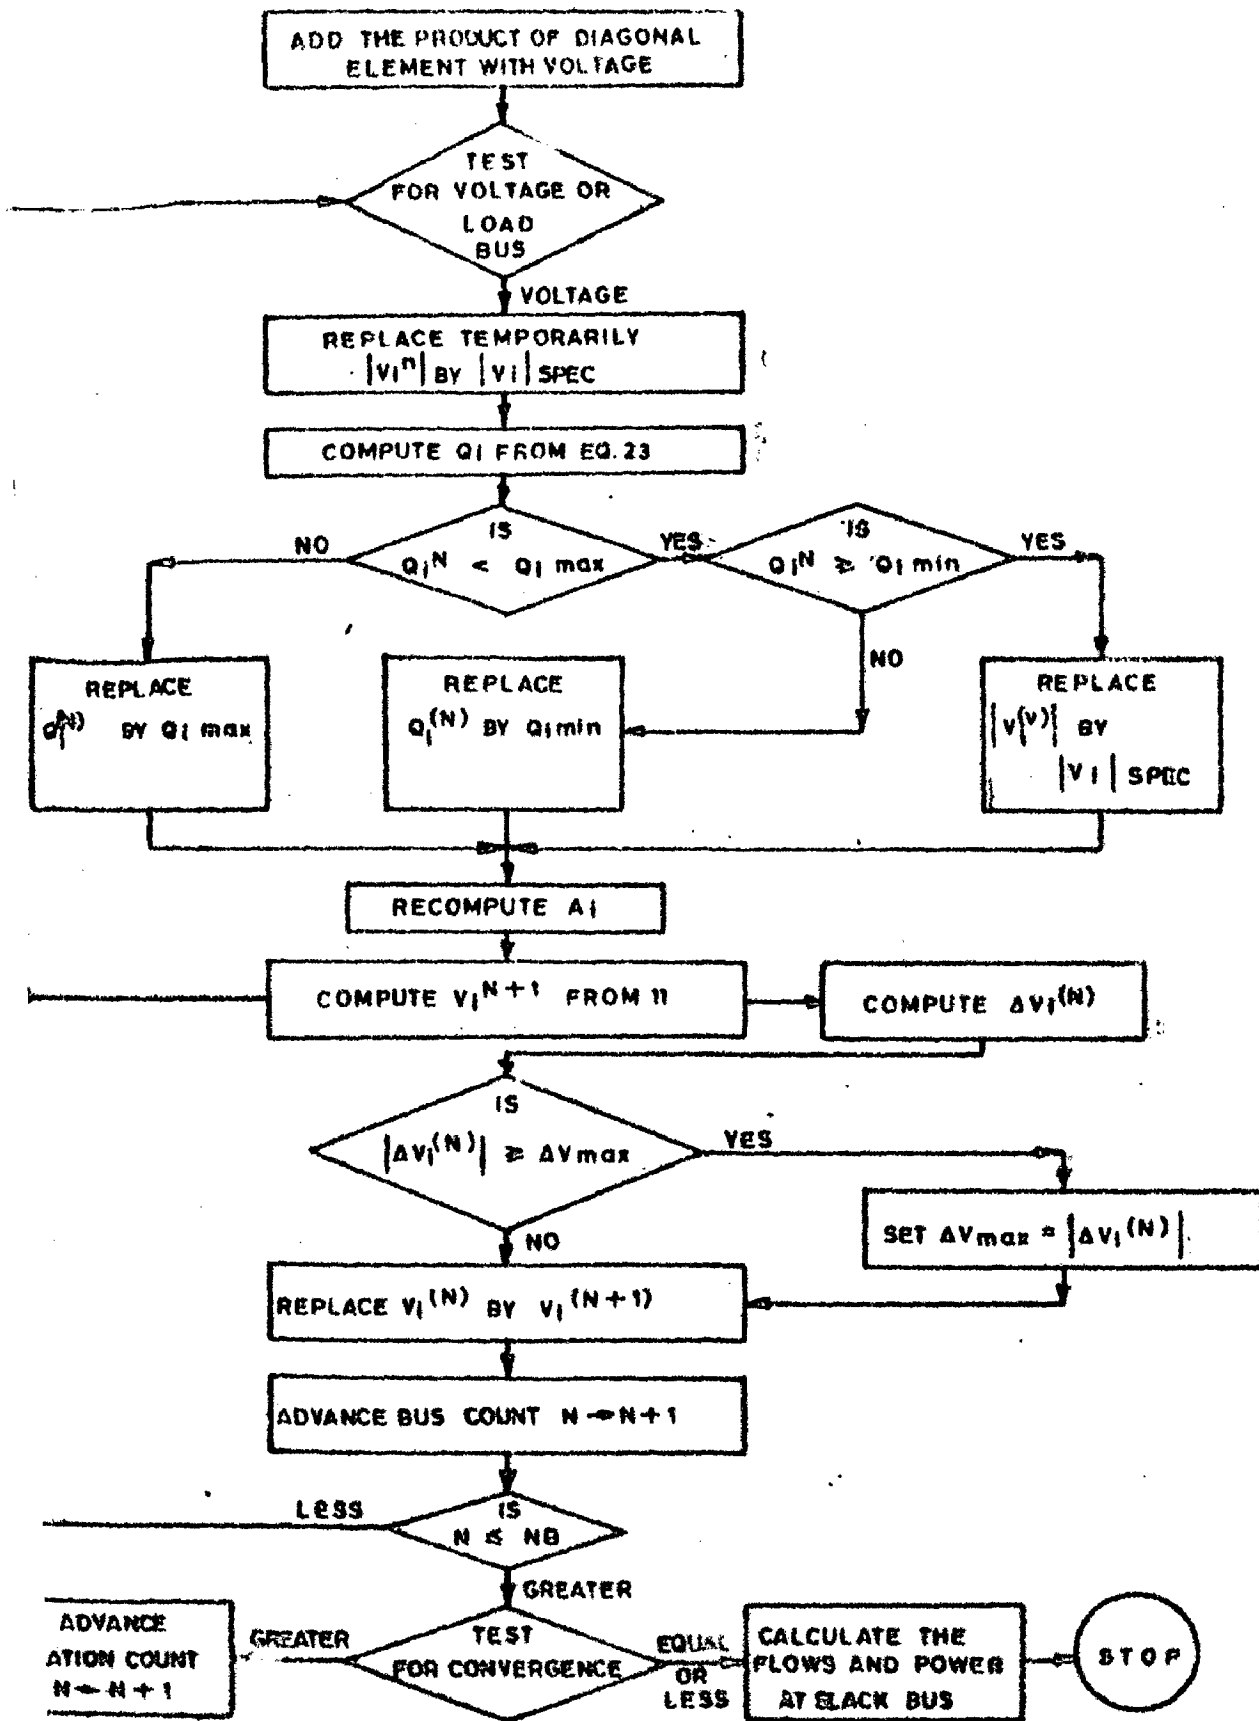 ADD THE PRODUCT OF DIAGONAL
ELEMENT WITH VOLTAGE
TEST
FOR VOLTAGE OR
LOAD
BUS
VOLTAGE
REPLACE TEMPORARILY
|Vi^n| BY |Vi| SPEC
COMPUTE Qi FROM EQ.23
NO
IS
Qi^N < Qi max
YES
IS
Qi^N ≥ Qi min
YES
NO
REPLACE
Qi^(N) BY Qi max
REPLACE
Qi^(N) BY Qi min
REPLACE
|Vi^(v)| BY
|Vi| SPEC
RECOMPUTE Ai
COMPUTE Vi^N+1 FROM 11
COMPUTE ΔVi^(N)
IS
|ΔVi^(N)| ≥ ΔVmax
YES
SET ΔVmax = |ΔVi^(N)|
NO
REPLACE Vi^(N) BY Vi^(N+1)
ADVANCE BUS COUNT N→N+1
LESS
IS
N ≤ NB
GREATER
ADVANCE
ATION COUNT
N←N+1
GREATER
TEST
FOR CONVERGENCE
EQUAL
OR
LESS
CALCULATE THE
FLOWS AND POWER
AT SLACK BUS
STOP